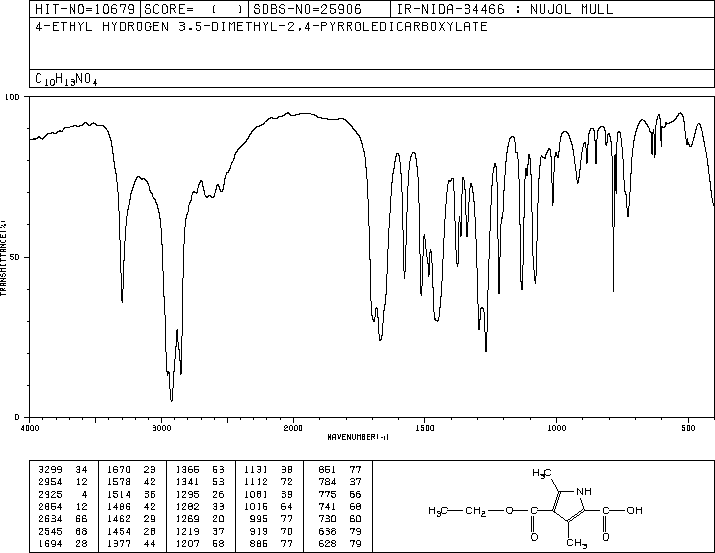 HIT-NO=10679 SCORE= ( ) SDBS-NO=25906 IR-NIDA-34466 : NUJOL MULL
4-ETHYL HYDROGEN 3,5-DIMETHYL-2,4-PYRROLEDICARBOXYLATE
C10H13NO4
100
50
0
TRANSMITTANCE(%)
4000 3000 2000 1500 1000 500
WAVENUMBER(-1)
3299 34 1670 23 1366 53 1131 38 851 77
2954 12 1578 42 1341 53 1112 72 784 37
2925 4 1514 36 1295 26 1081 39 775 66
2854 12 1486 42 1282 33 1016 64 741 68
2634 66 1462 29 1269 20 995 77 730 60
2545 68 1454 28 1219 37 919 70 638 79
1694 28 1377 44 1207 58 886 77 628 79
H3C
NH
H3C CH2 O OH
O CH3 O